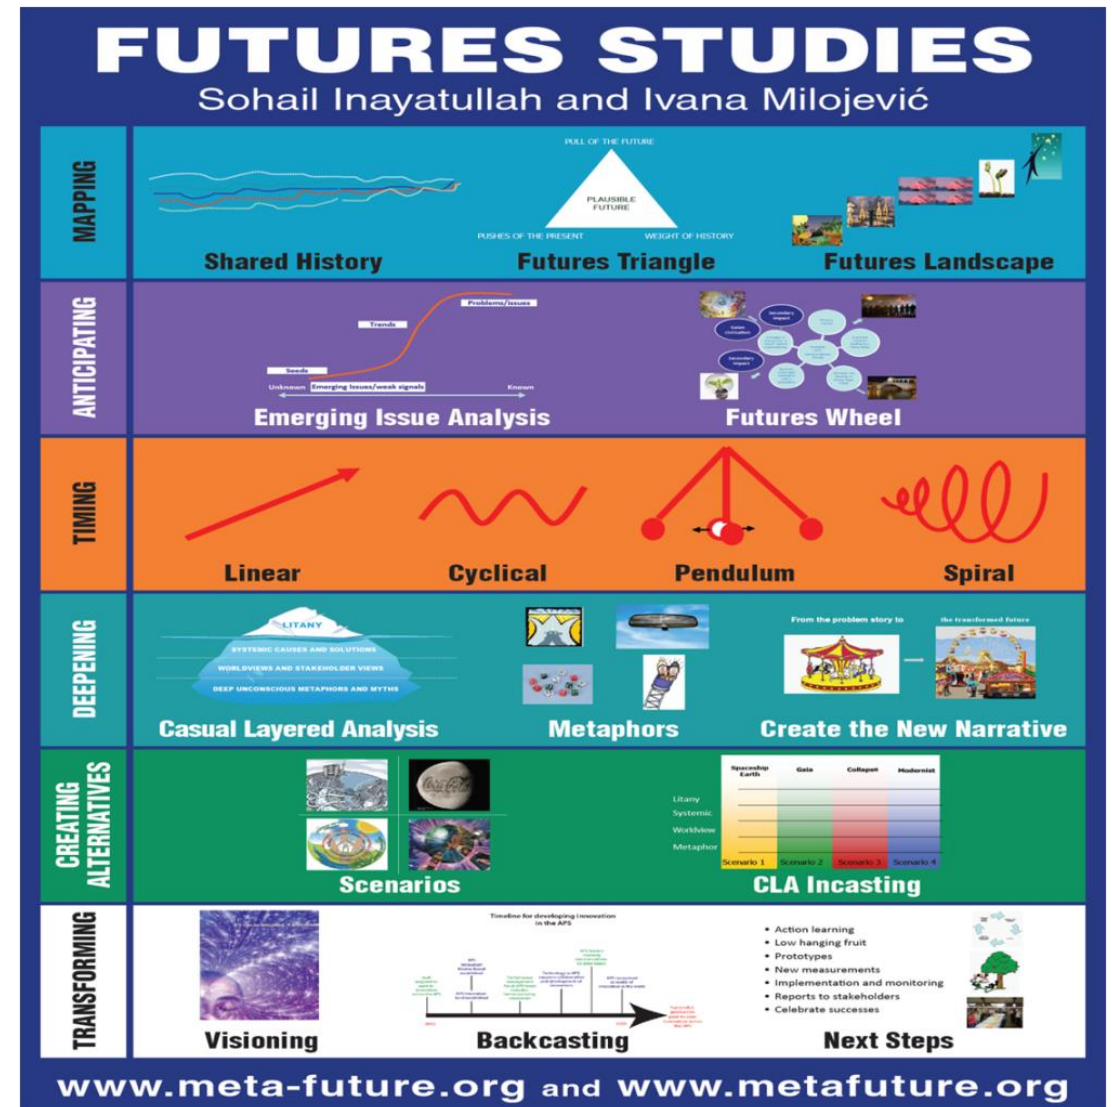 FUTURES STUDIES
Sohail Inayatullah and Ivana Milojević
MAPPING
PULL OF THE FUTURE
PLAUSIBLE
FUTURE
PUSHES OF THE PRESENT
WEIGHT OF HISTORY
Shared History
Futures Triangle
Futures Landscape
ANTICIPATING
Problems/issues
Trends
Seeds
Unknown
Emerging Issues/weak signals
Known
Emerging Issue Analysis
Secondary
Impact
Secondary
Impact
Futures Wheel
TIMING
Linear
Cyclical
Pendulum
Spiral
DEEPENING
LITANY
SYSTEMIC CAUSES AND SOLUTIONS
WORLDVIEWS AND STAKEHOLDER VIEWS
DEEP UNCONSCIOUS METAPHORS AND MYTHS
Casual Layered Analysis
Metaphors
From the problem story to
the transformed future
Create the New Narrative
CREATING
ALTERNATIVES
Scenarios
Spaceship
Earth
Gaia
Collapse
Modernist
Litany
Systemic
Worldview
Metaphor
Scenario 1
Scenario 2
Scenario 3
Scenario 4
CLA Incasting
TRANSFORMING
Visioning
Timeline for developing innovation
in the APS
Backcasting
• Action learning
• Low hanging fruit
• Prototypes
• New measurements
• Implementation and monitoring
• Reports to stakeholders
• Celebrate successes
Next Steps
www.meta-future.org and www.metafuture.org